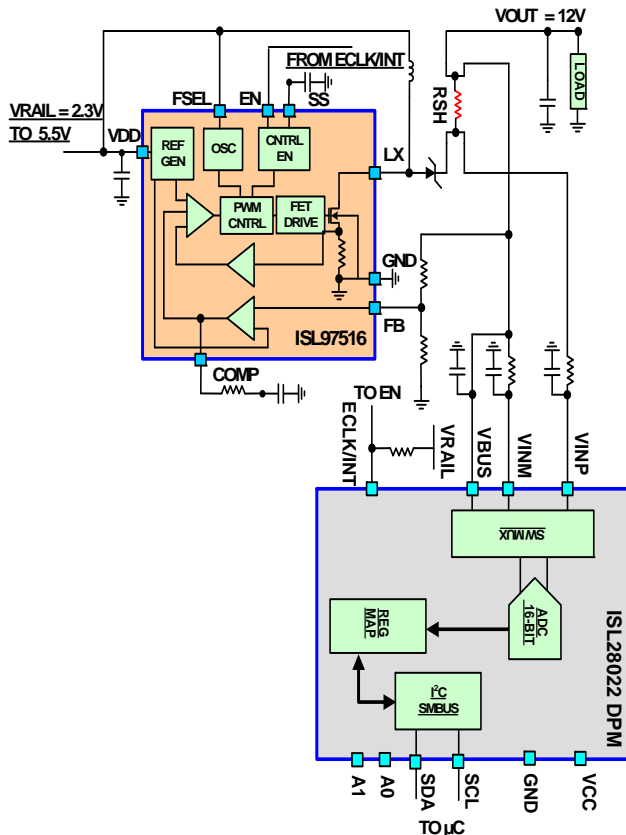 VOUT = 12V
FROM ECLK/INT
FSEL
EN
SS
LOAD
RSH
VRAIL = 2.3V
TO 5.5V
VDD
REF
GEN
OSC
CNTRL
EN
LX
PWM
CNTRL
FET
DRIVE
GND
FB
ISL97516
COMP
TO EN
ECLK/INT
VRAIL
VBUS
VINM
VINP
SW MUX
ADC
16-BIT
REG
MAP
I²C
SMBUS
ISL28022 DPM
A1
A0
SDA
SCL
GND
VCC
TO µC